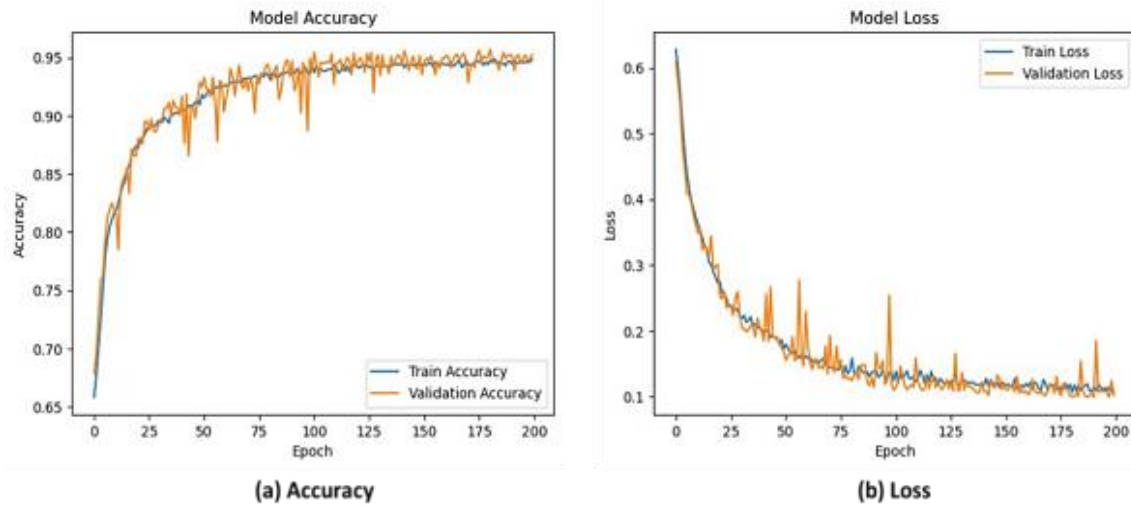 Model Accuracy
0.95
0.90
0.85
0.80
0.75
0.70
0.65
Accuracy
Train Accuracy
Validation Accuracy
0 25 50 75 100 125 150 175 200
Epoch
(a) Accuracy
Model Loss
0.6
0.5
0.4
0.3
0.2
0.1
Loss
Train Loss
Validation Loss
0 25 50 75 100 125 150 175 200
Epoch
(b) Loss